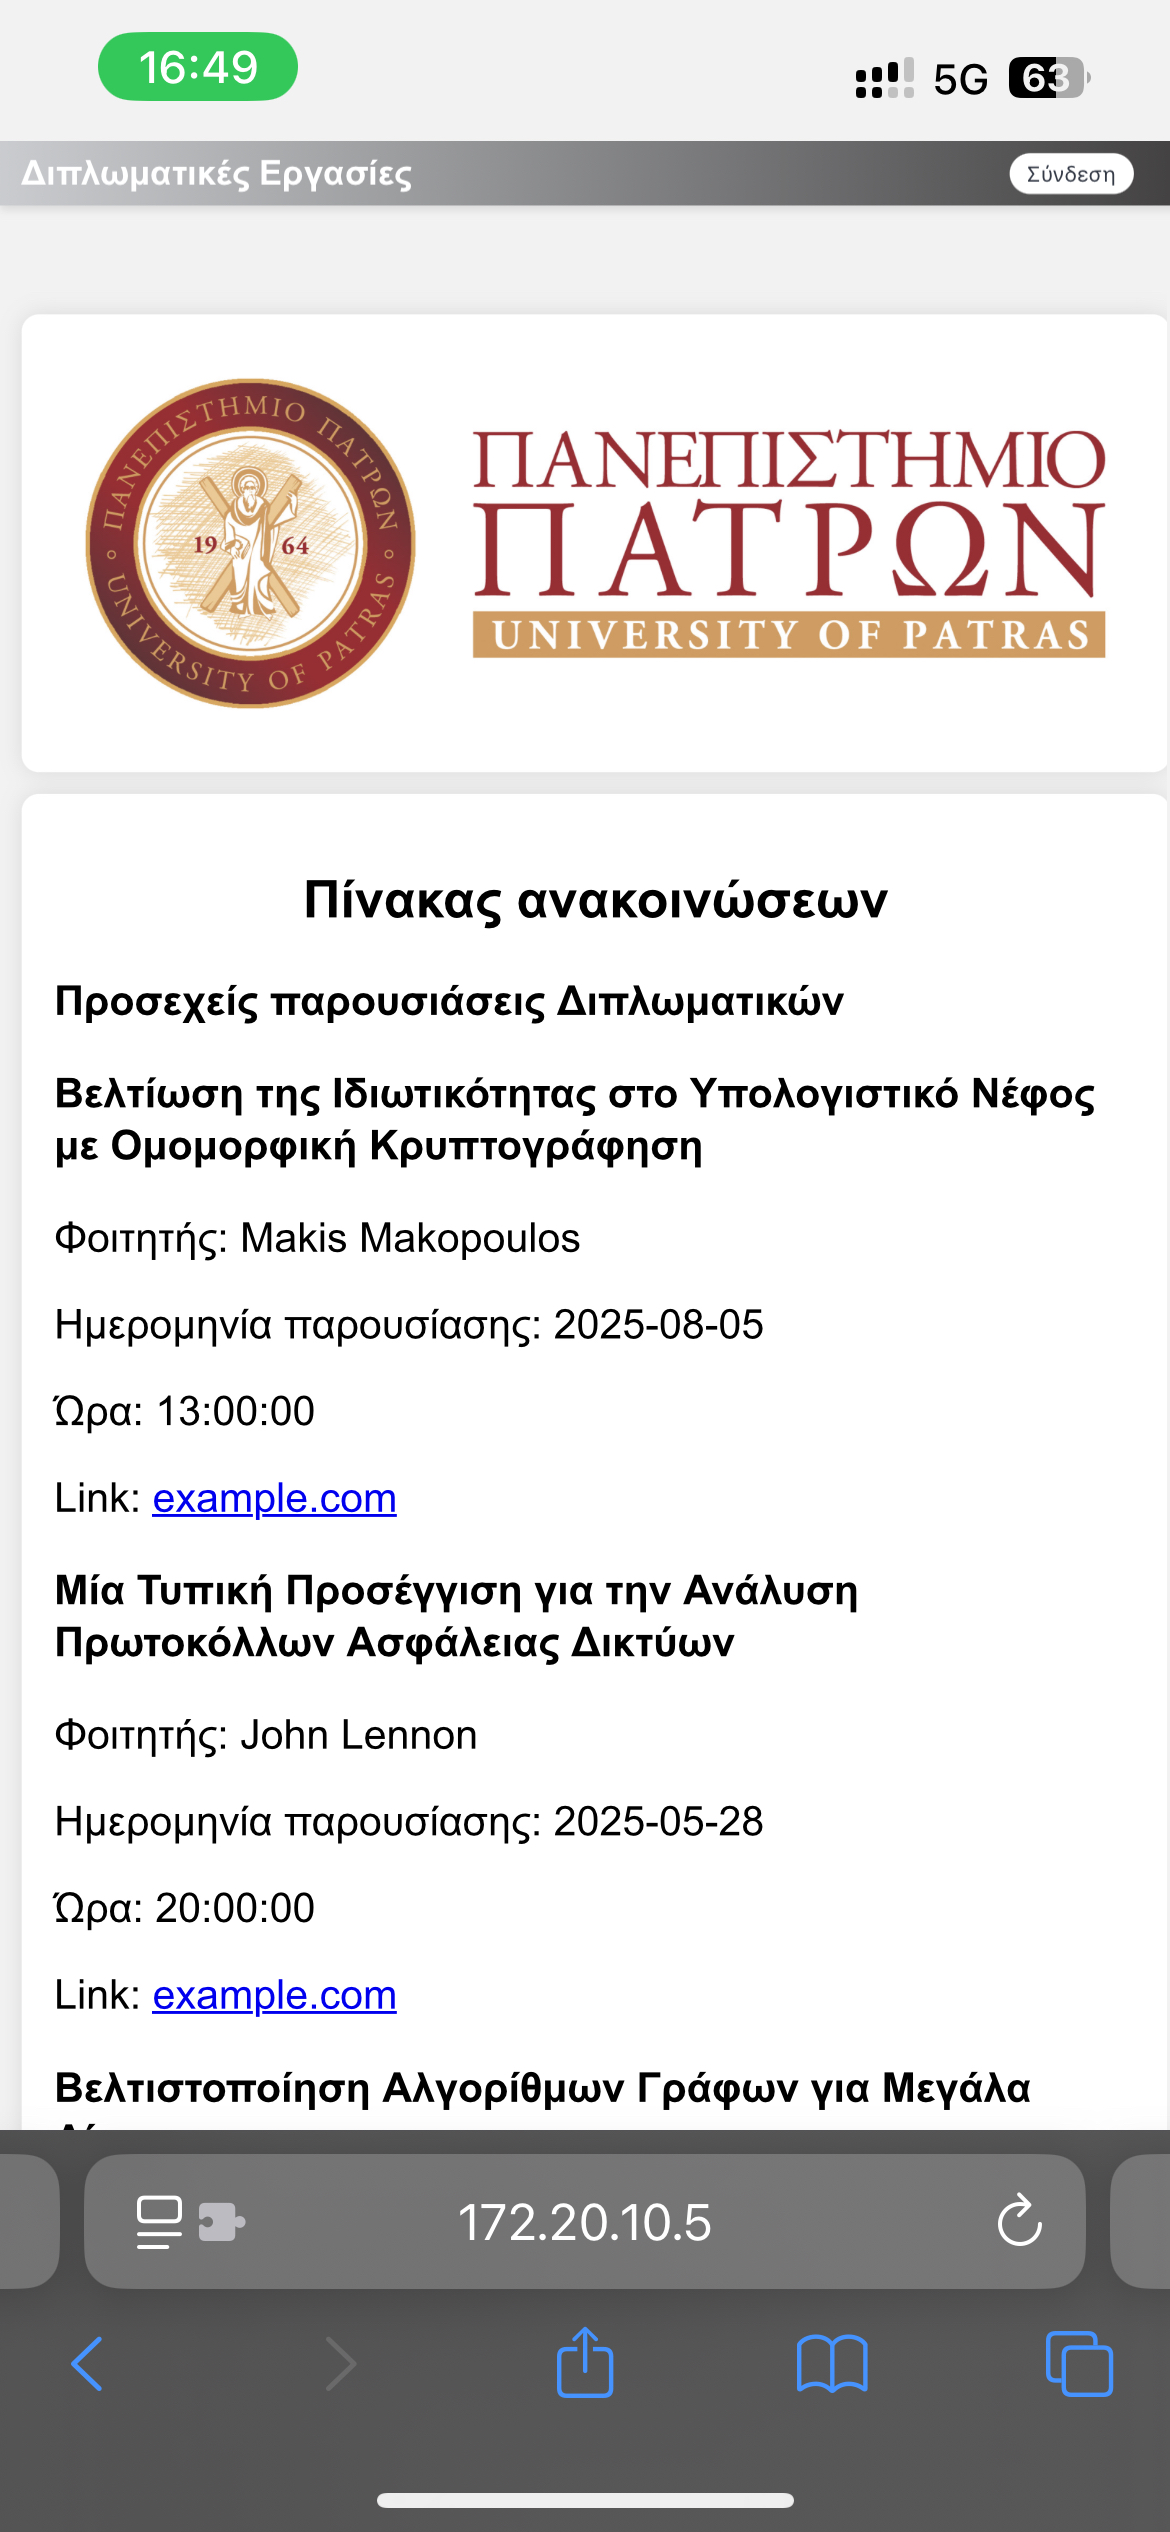 16:49
5G 63
Διπλωματικές Εργασίες
Σύνδεση
ΠΑΝΕΠΙΣΤΗΜΙΟ ΠΑΤΡΩΝ
19 64
UNIVERSITY OF PATRAS
ΠΑΝΕΠΙΣΤΗΜΙΟ
ΠΑΤΡΩΝ
UNIVERSITY OF PATRAS
Πίνακας ανακοινώσεων
Προσεχείς παρουσιάσεις Διπλωματικών
Βελτίωση της Ιδιωτικότητας στο Υπολογιστικό Νέφος
με Ομομορφική Κρυπτογράφηση
Φοιτητής: Makis Makopoulos
Ημερομηνία παρουσίασης: 2025-08-05
Ώρα: 13:00:00
Link: example.com
Μία Τυπική Προσέγγιση για την Ανάλυση
Πρωτοκόλλων Ασφάλειας Δικτύων
Φοιτητής: John Lennon
Ημερομηνία παρουσίασης: 2025-05-28
Ώρα: 20:00:00
Link: example.com
Βελτιστοποίηση Αλγορίθμων Γράφων για Μεγάλα
172.20.10.5